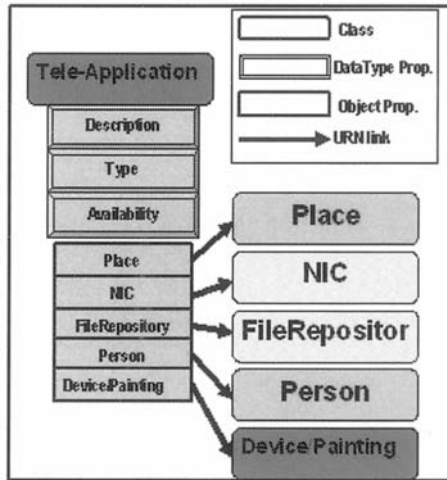 Tele-Application
Description
Type
Availability
Place
NIC
FileRepository
Person
Device/Painting
Class
DataType Prop.
Object Prop.
URN link
Place
NIC
FileRepositor
Person
Device/Painting